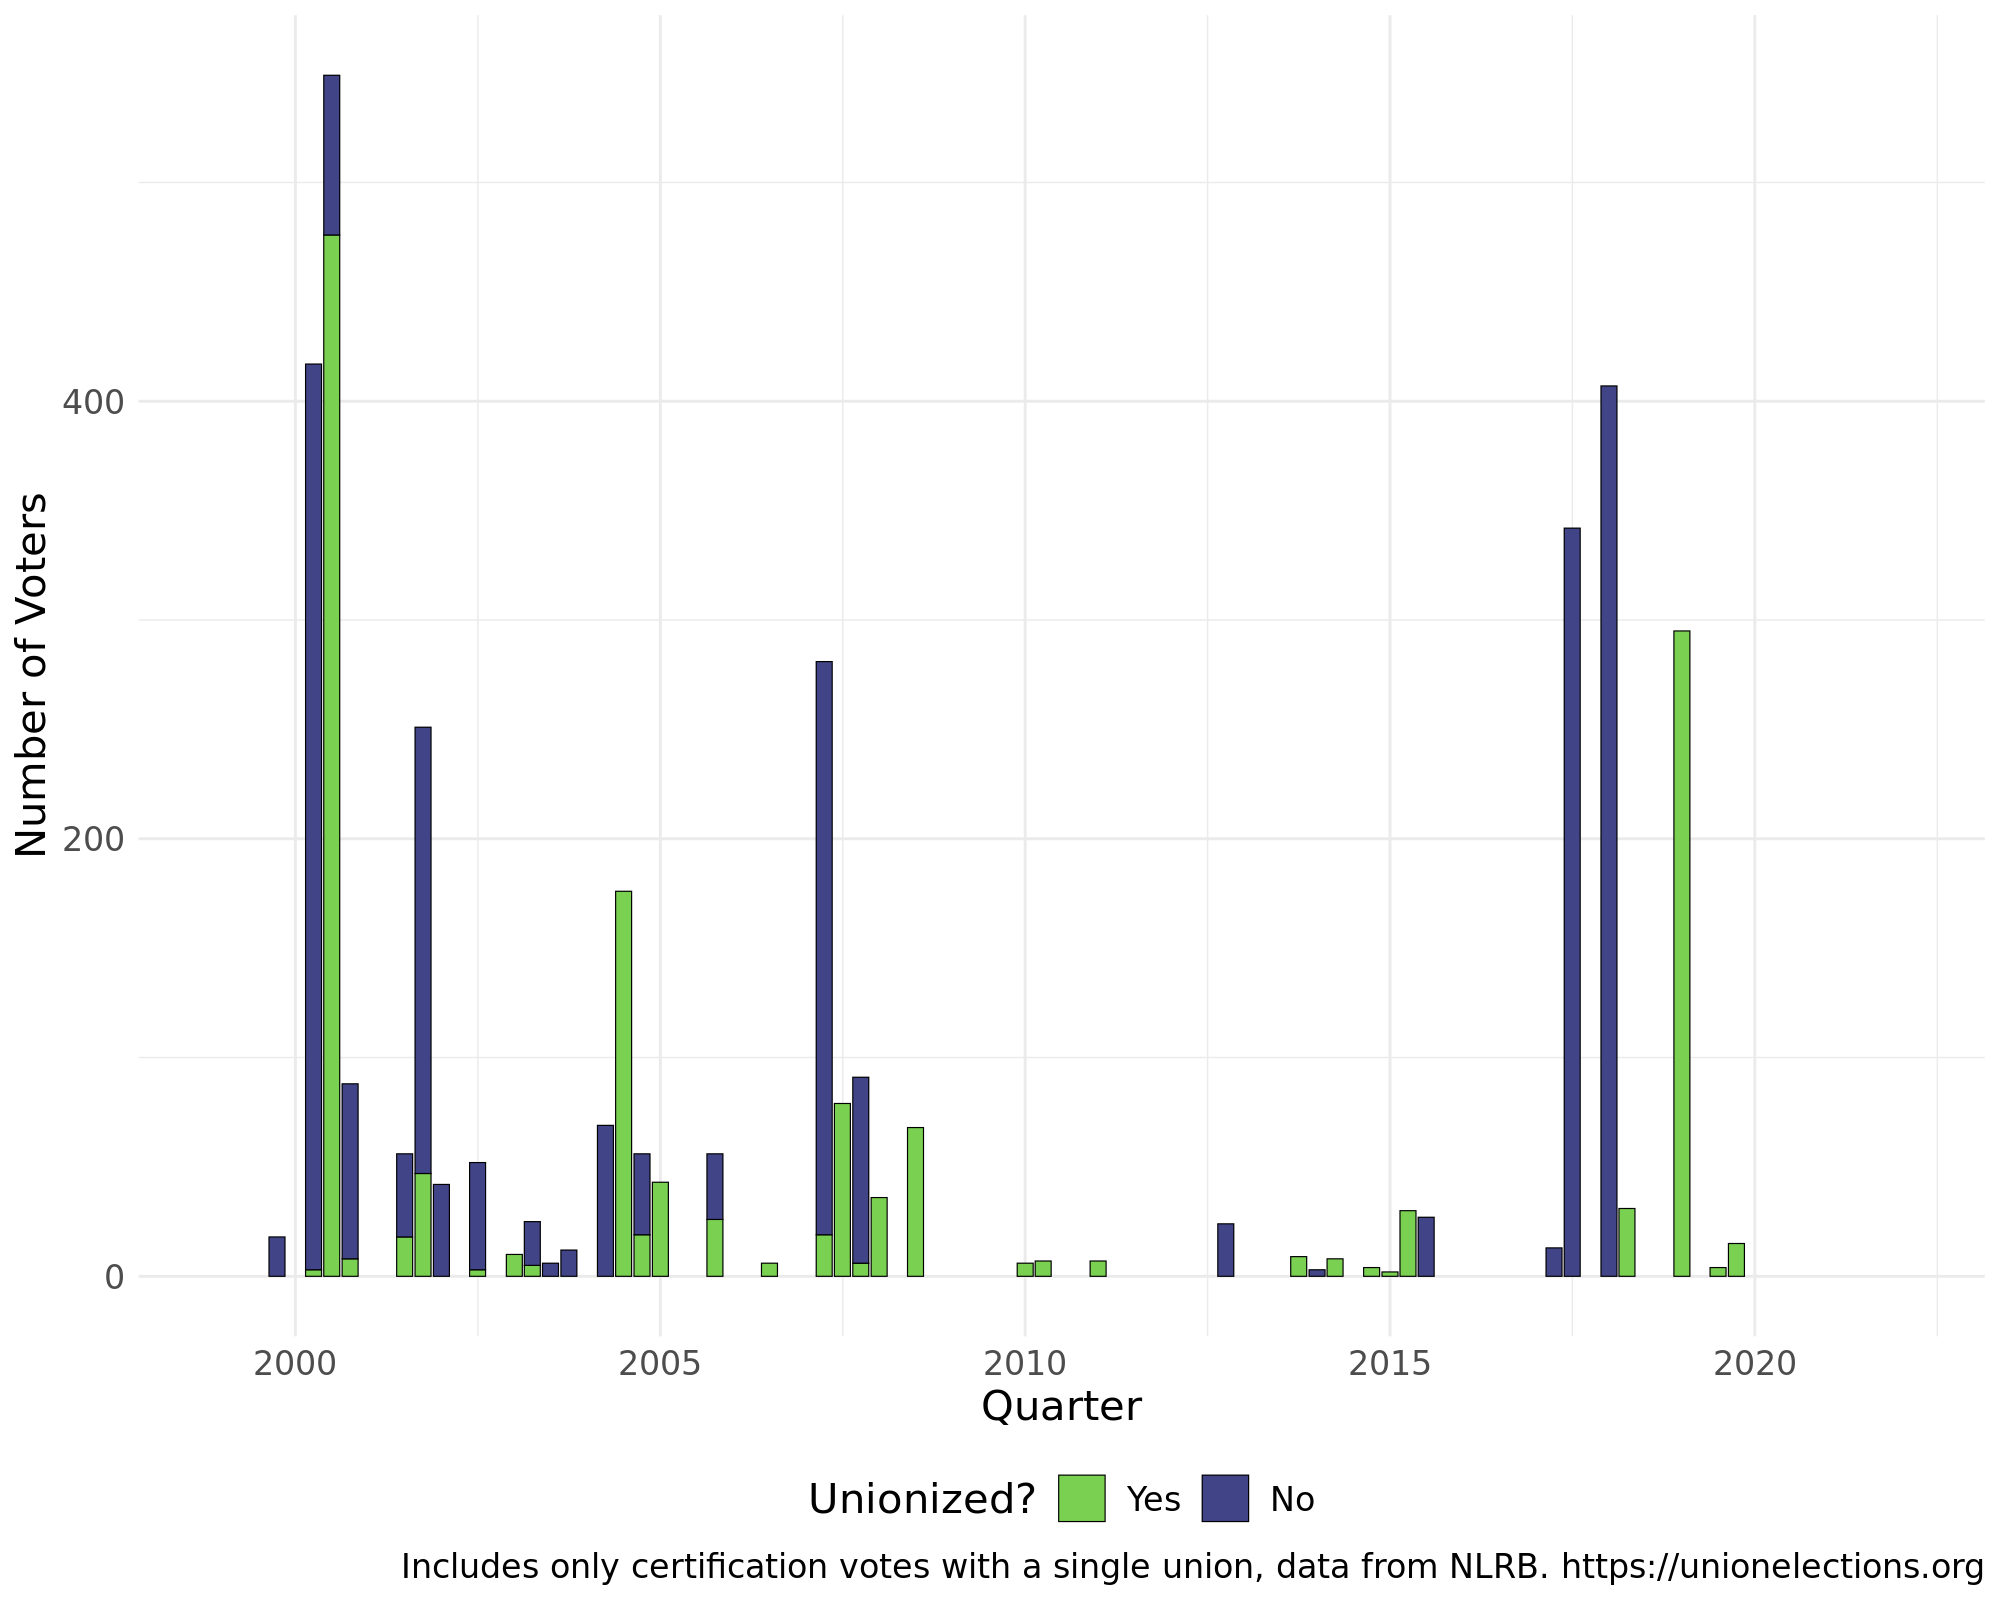 Number of Voters
400
200
0
2000 2005 2010 2015 2020
Quarter
Unionized? Yes No
Includes only certification votes with a single union, data from NLRB. https://unionelections.org